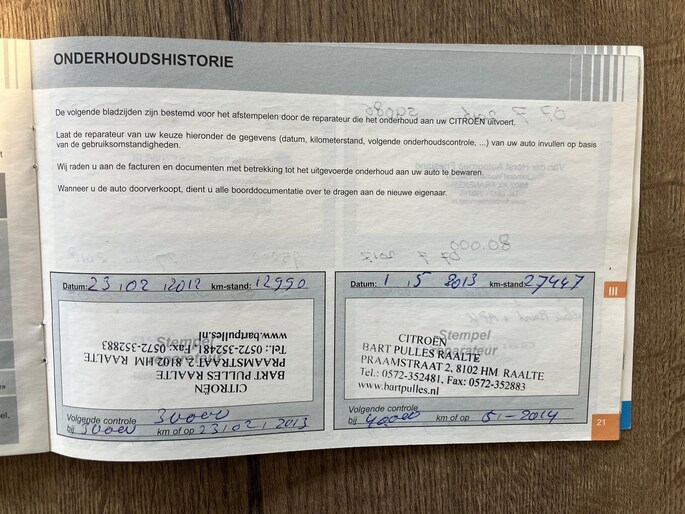 ONDERHOUDSHISTORIE
De volgende bladzijden zijn bestemd voor het afstempelen door de reparateur die het onderhoud aan uw CITROËN uitvoert.
Laat de reparateur van uw keuze hieronder de gegevens (datum, kilometerstand, volgende onderhoudscontrole, ...) van uw auto invullen op basis
van de gebruiksomstandigheden.
Wij raden u aan de facturen en documenten met betrekking tot het uitgevoerde onderhoud aan uw auto te bewaren.
Wanneer u de auto doorverkoopt, dient u alle boorddocumentatie over te dragen aan de nieuwe eigenaar.
Datum: 23 . 02 . 2012 km-stand: 12990
CITROËN
BART PULLES RAALTE
PRAAMSTRAAT 2, 8102 HM RAALTE
Tel. 0572-352481, Fax: 0572-352883
www.bartpulles.nl
Volgende controle 30000
bij 30000 km of op 23 / 02 / 2013
Datum: 1 . 5 2013 km-stand: 27447
Stempel
reparateur
CITROËN
BART PULLES RAALTE
PRAAMSTRAAT 2, 8102 HM RAALTE
Tel.: 0572-352481, Fax: 0572-352883
www.bartpulles.nl
Volgende controle
bij 40000 km of op 5 - 2014
III
21